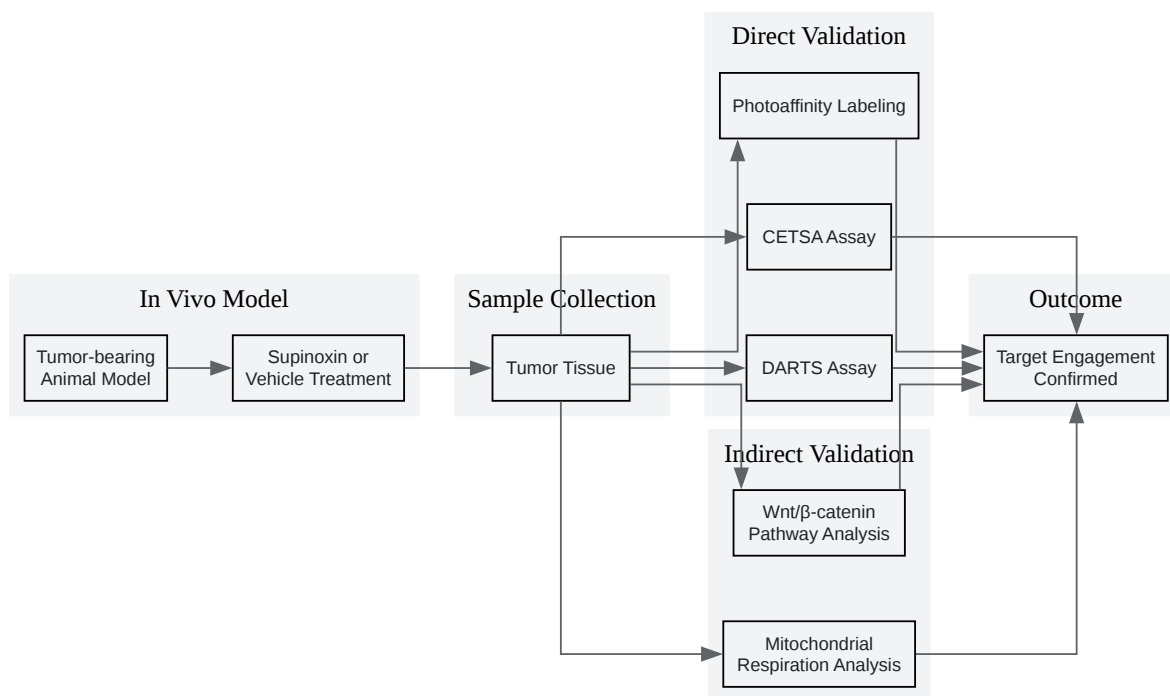 Direct Validation
Photoaffinity Labeling
CETSA Assay
In Vivo Model
Sample Collection
Outcome
Tumor-bearing
Animal Model
Supinoxin or
Vehicle Treatment
Tumor Tissue
DARTS Assay
Target Engagement
Confirmed
Indirect Validation
Wnt/β-catenin
Pathway Analysis
Mitochondrial
Respiration Analysis